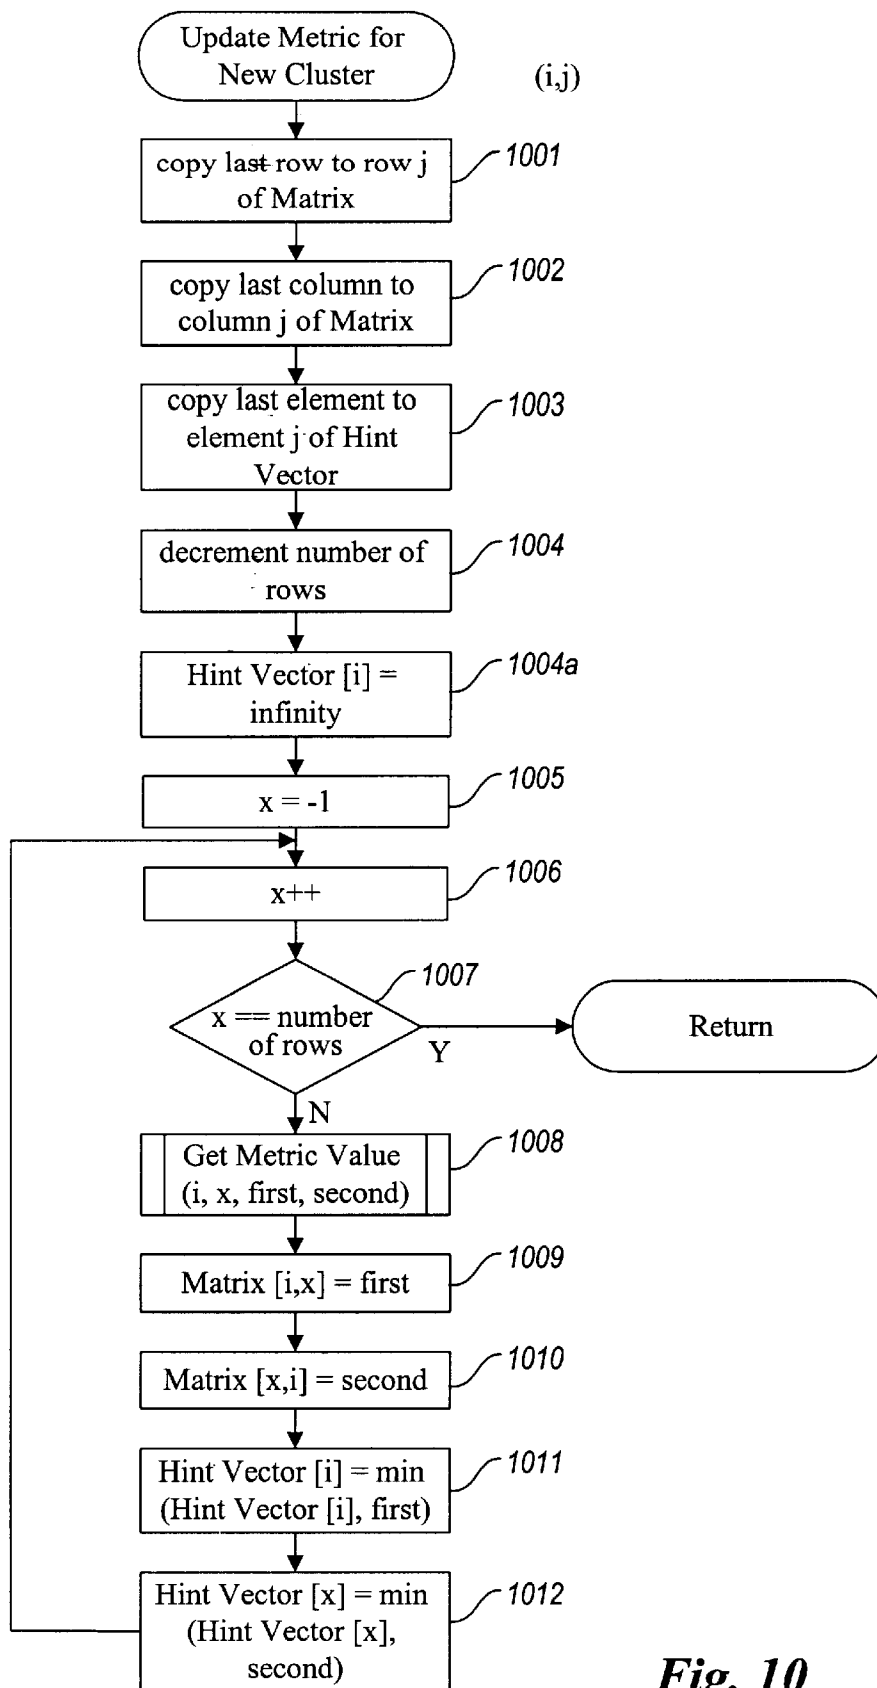 Update Metric for
New Cluster
(i,j)
copy last row to row j
of Matrix
1001
copy last column to
column j of Matrix
1002
copy last element to
element j of Hint
Vector
1003
decrement number of
rows
1004
Hint Vector [i] =
infinity
1004a
x = -1
1005
x++
1006
x == number
of rows
1007
Y
Return
N
Get Metric Value
(i, x, first, second)
1008
Matrix [i,x] = first
1009
Matrix [x,i] = second
1010
Hint Vector [i] = min
(Hint Vector [i], first)
1011
Hint Vector [x] = min
(Hint Vector [x],
second)
1012
Fig. 10